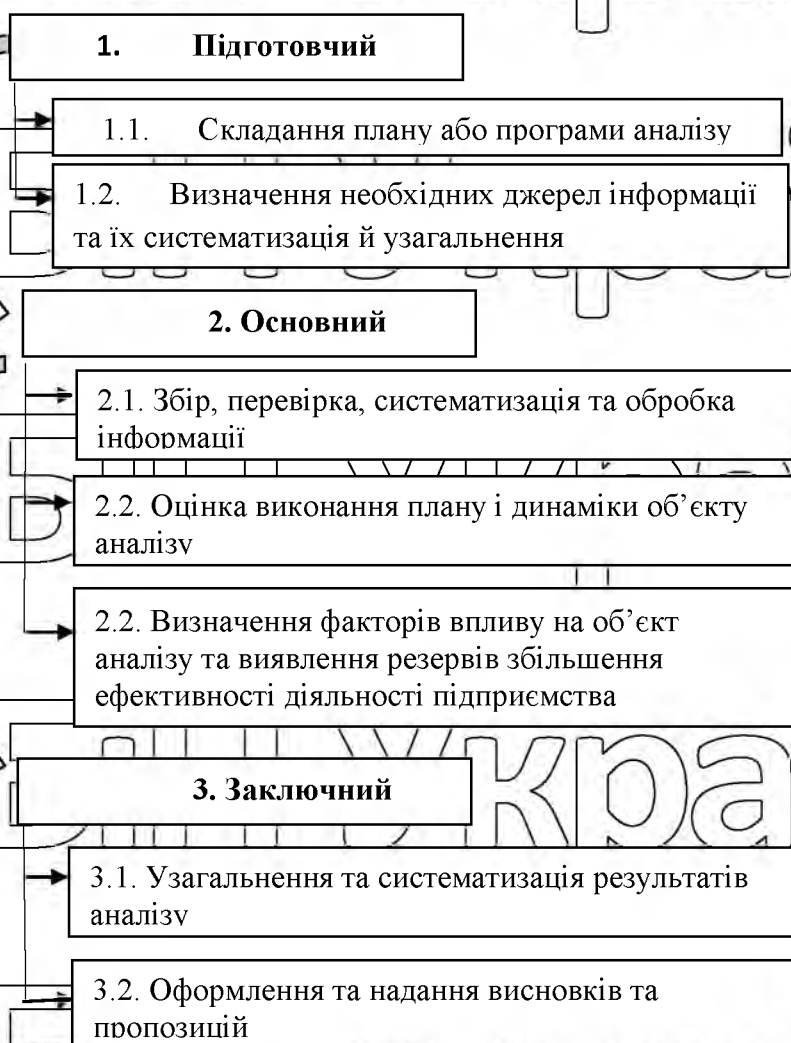 1. Підготовчий
1.1. Складання плану або програми аналізу
1.2. Визначення необхідних джерел інформації
та їх систематизація й узагальнення
2. Основний
2.1. Збір, перевірка, систематизація та обробка
інформації
2.2. Оцінка виконання плану і динаміки об’єкту
аналізу
2.2. Визначення факторів впливу на об’єкт
аналізу та виявлення резервів збільшення
ефективності діяльності підприємства
3. Заключний
3.1. Узагальнення та систематизація результатів
аналізу
3.2. Оформлення та надання висновків та
пропозицій